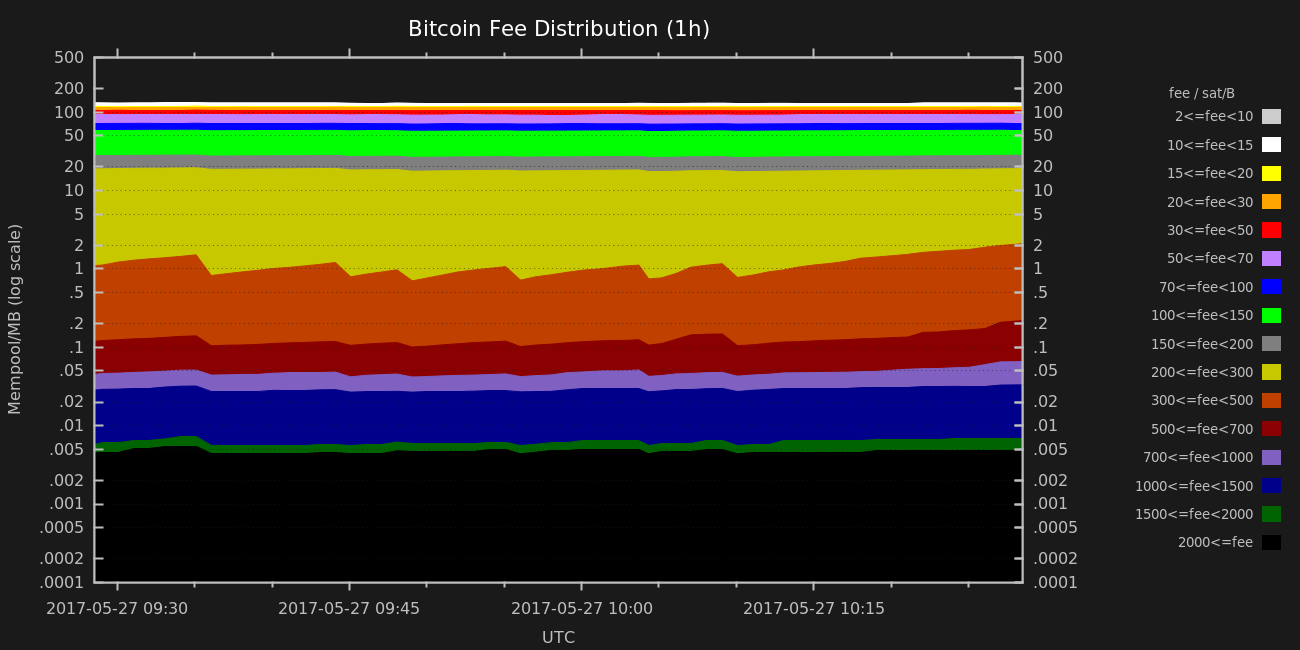 Bitcoin Fee Distribution (1h)
Mempool/MB (log scale)
500
200
100
50
20
10
5
2
1
.5
.2
.1
.05
.02
.01
.005
.002
.001
.0005
.0002
.0001
500
200
100
50
20
10
5
2
1
.5
.2
.1
.05
.02
.01
.005
.002
.001
.0005
.0002
.0001
fee / sat/B
2<=fee<10
10<=fee<15
15<=fee<20
20<=fee<30
30<=fee<50
50<=fee<70
70<=fee<100
100<=fee<150
150<=fee<200
200<=fee<300
300<=fee<500
500<=fee<700
700<=fee<1000
1000<=fee<1500
1500<=fee<2000
2000<=fee
2017-05-27 09:30 2017-05-27 09:45 2017-05-27 10:00 2017-05-27 10:15
UTC